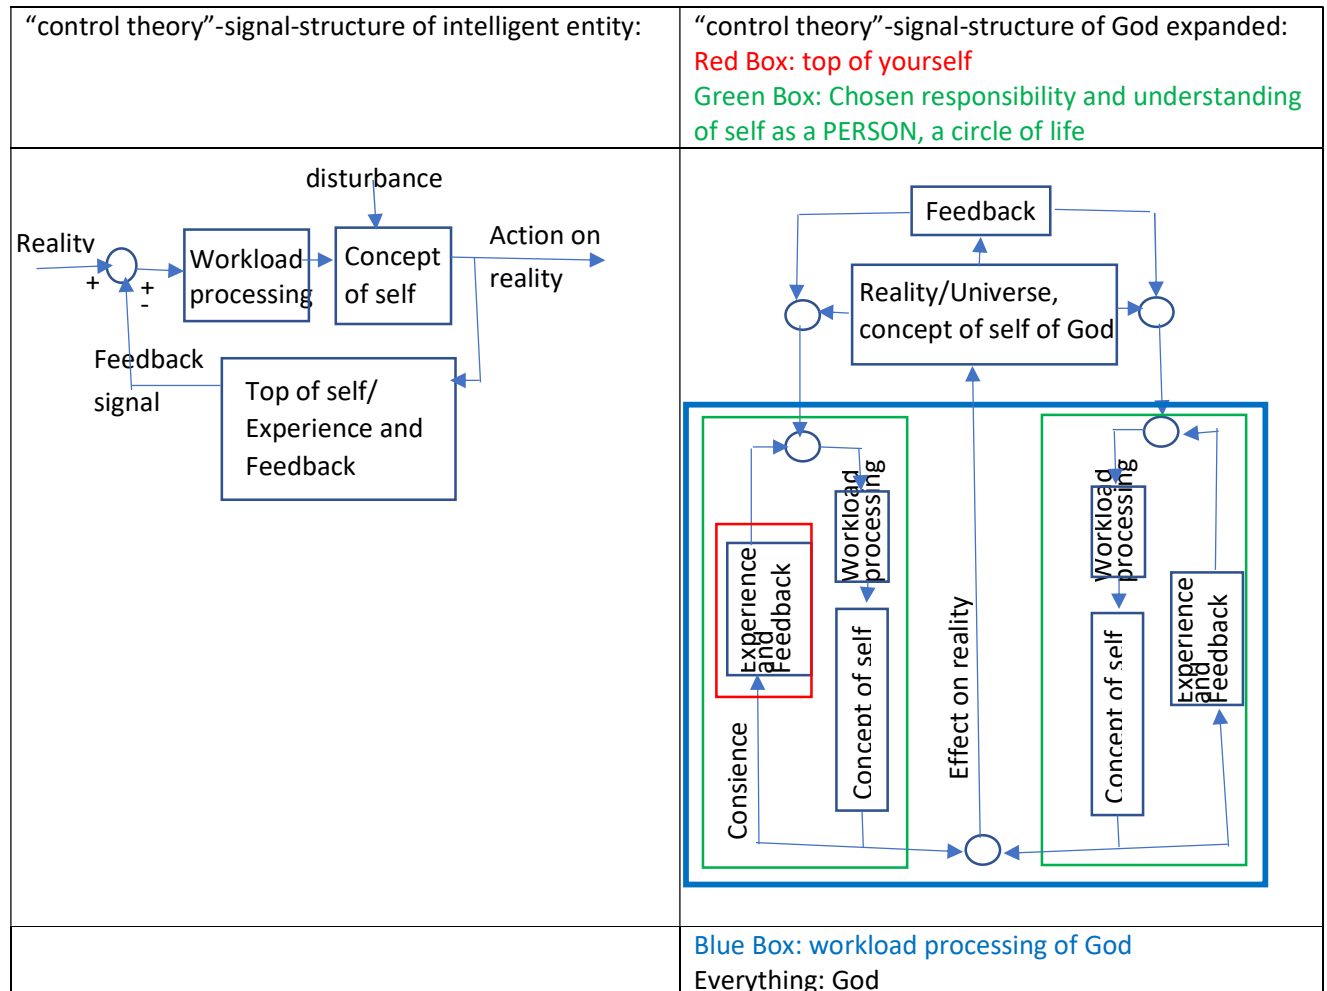 “control theory”-signal-structure of intelligent entity:
“control theory”-signal-structure of God expanded:
Red Box: top of yourself
Green Box: Chosen responsibility and understanding
of self as a PERSON, a circle of life
disturbance
Reality
+
+
-
Workload
processing
Concept
of self
Action on
reality
Feedback
signal
Top of self/
Experience and
Feedback
Feedback
Reality/Universe,
concept of self of God
Workload
processing
Experience
and
Feedback
Concept of self
Consience
Effect on reality
Workload
processing
Concept of self
Experience
and
Feedback
Blue Box: workload processing of God
Everything: God